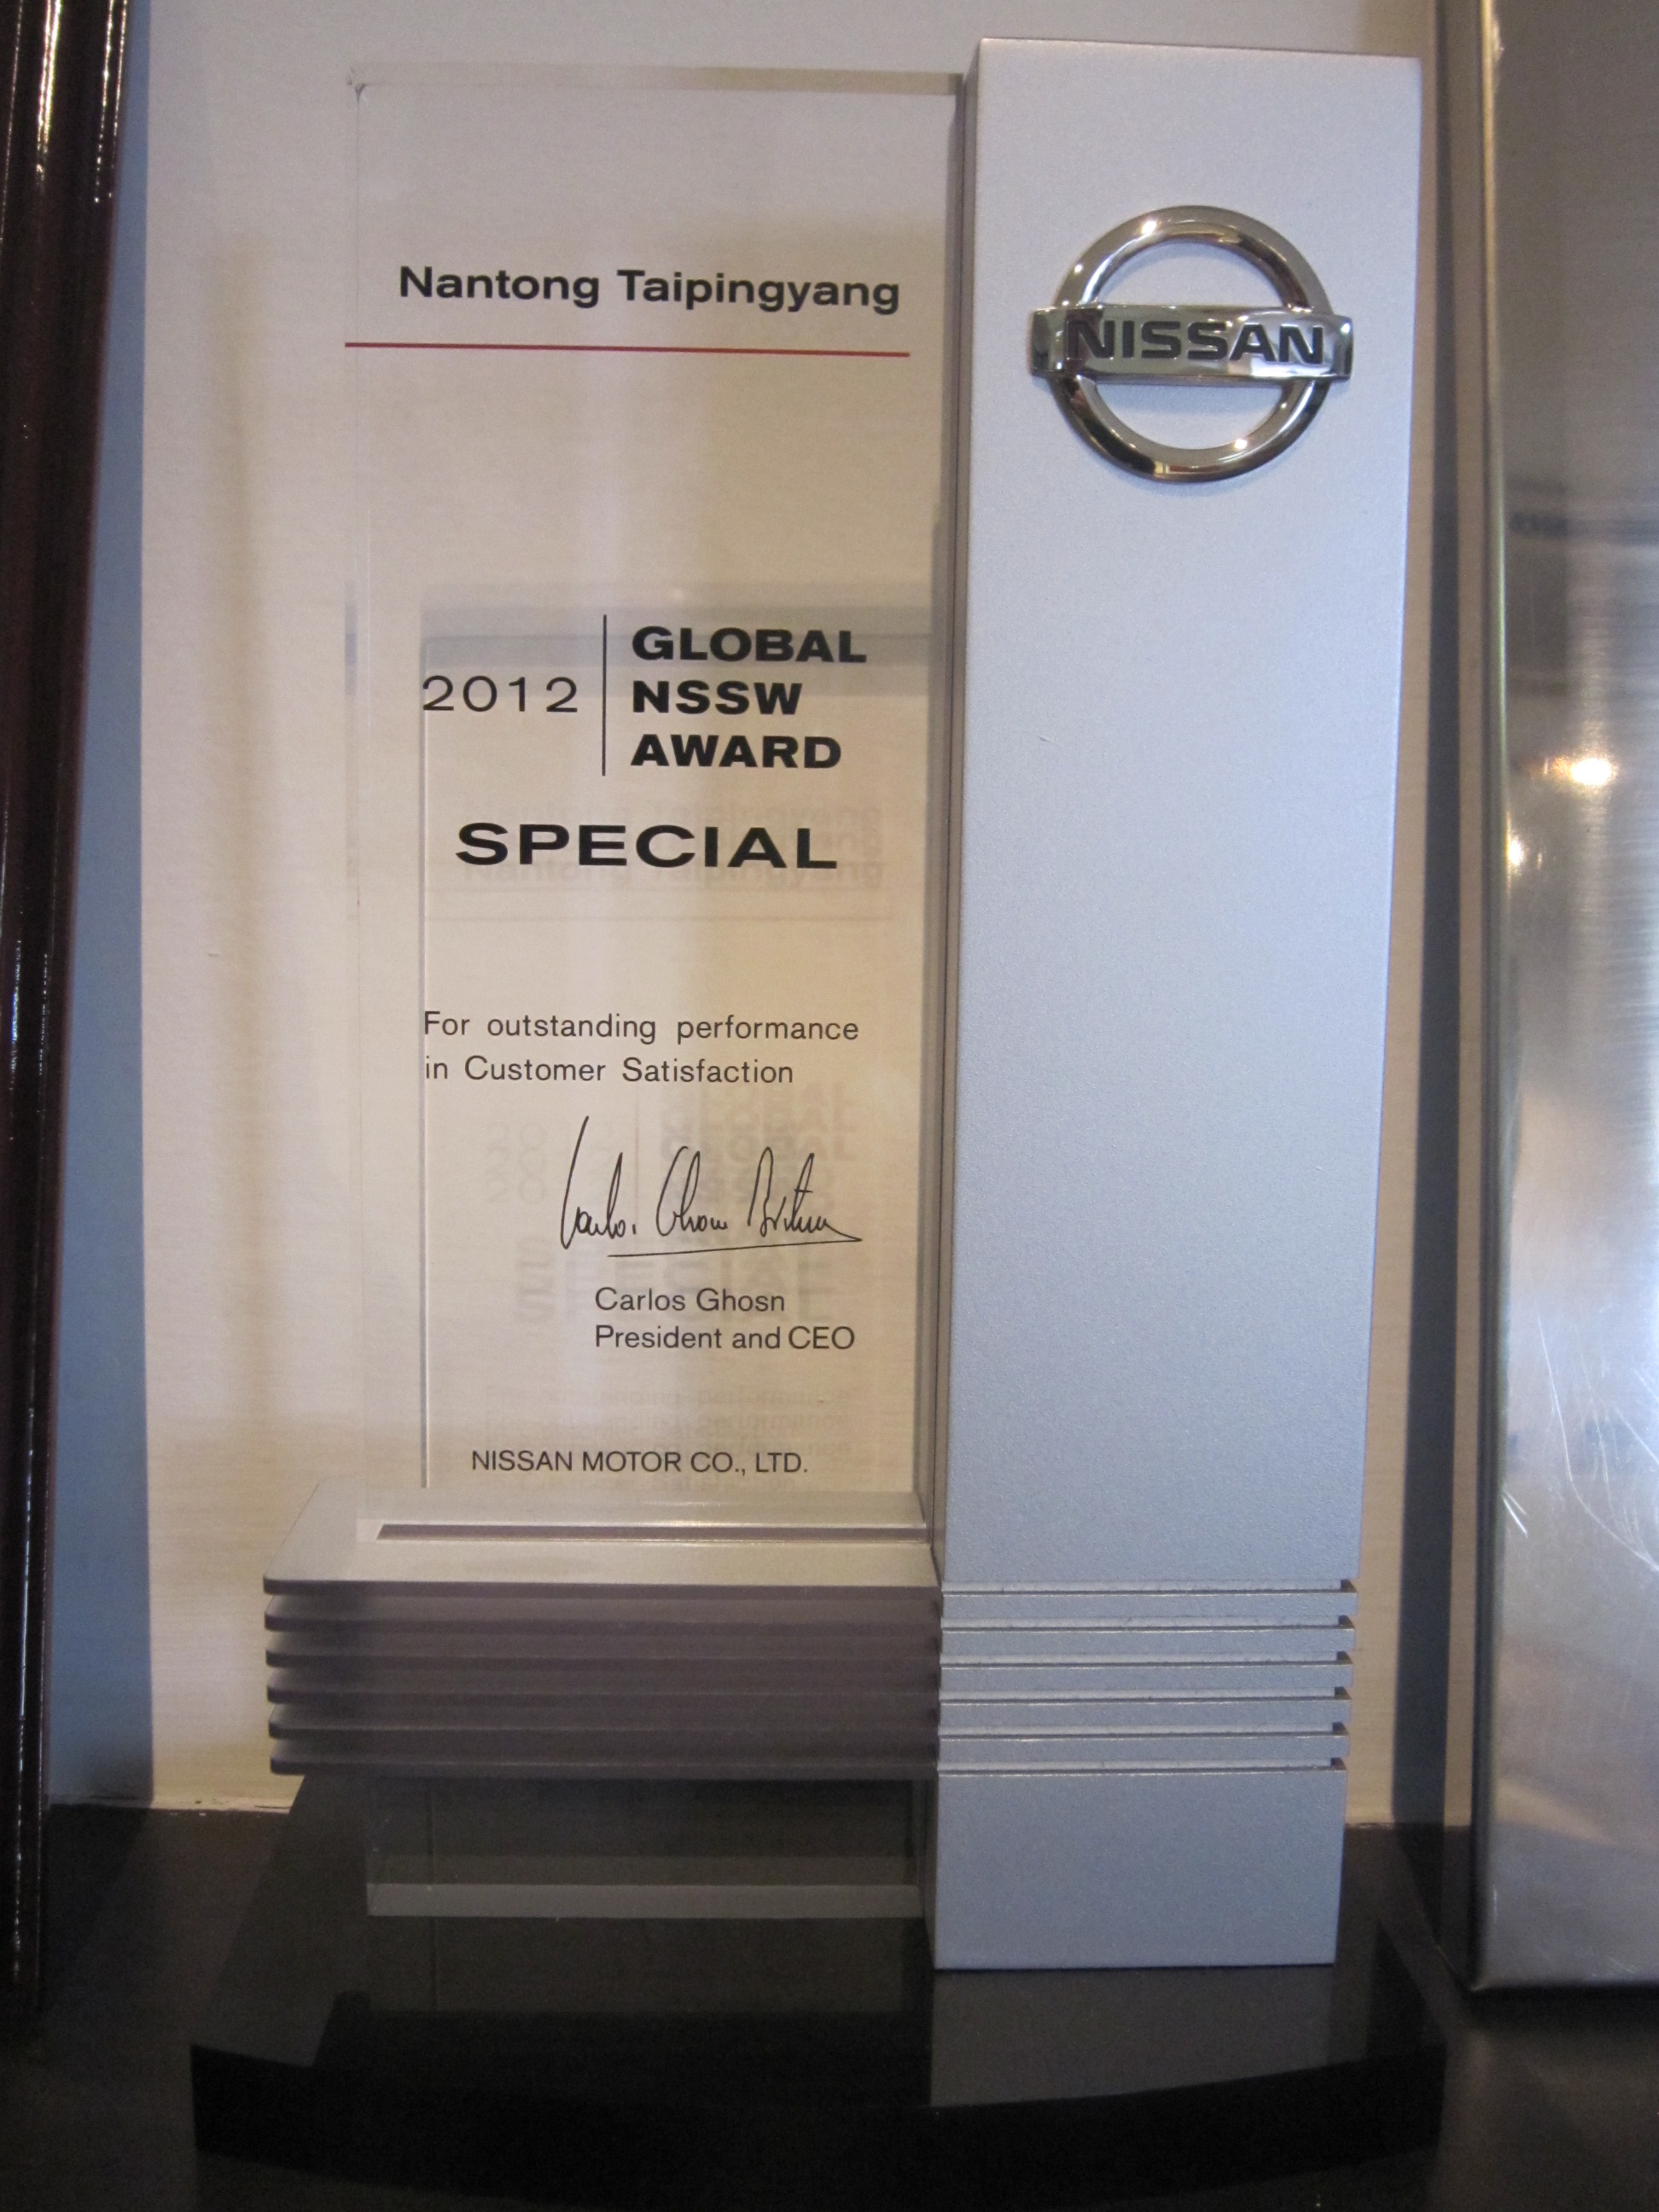 Nantong Taipingyang
NISSAN
2012
GLOBAL
NSSW
AWARD
SPECIAL
For outstanding performance
in Customer Satisfaction
Carlos Ghosn
President and CEO
NISSAN MOTOR CO., LTD.